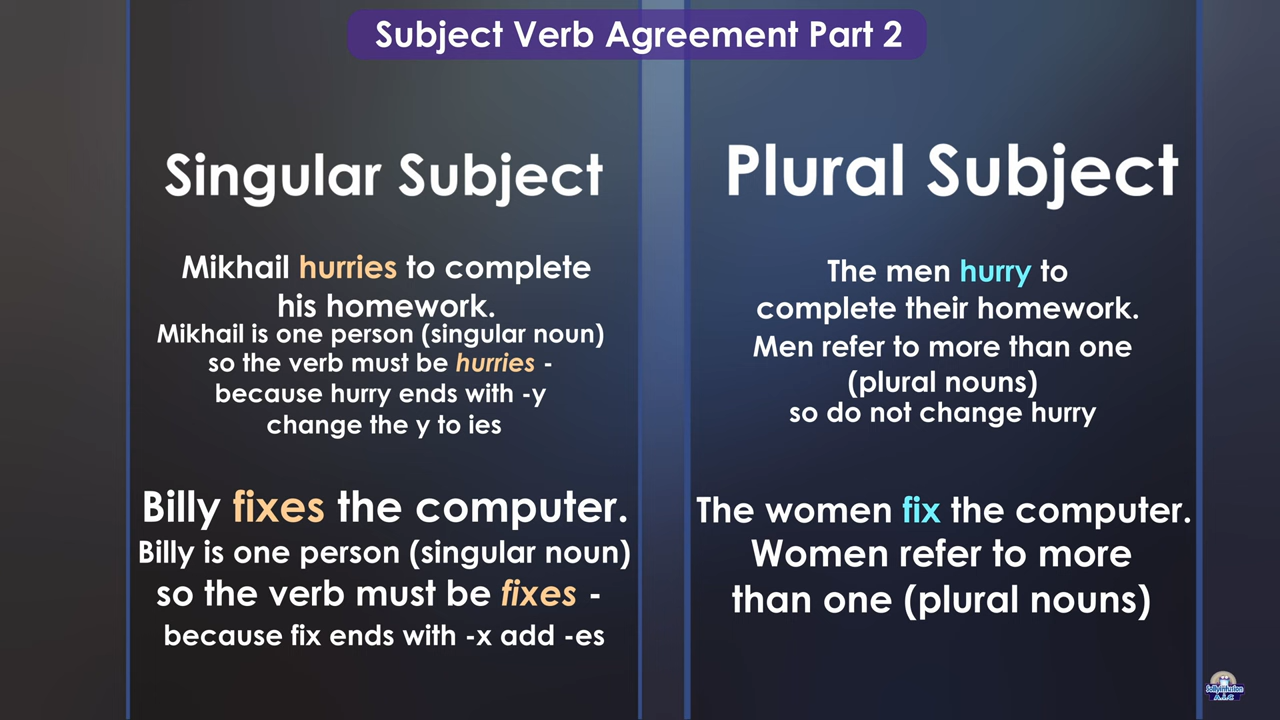 Subject Verb Agreement Part 2
Singular Subject
Mikhail hurries to complete
his homework.
Mikhail is one person (singular noun)
so the verb must be hurries -
because hurry ends with -y
change the y to ies
Billy fixes the computer.
Billy is one person (singular noun)
so the verb must be fixes -
because fix ends with -x add -es
Plural Subject
The men hurry to
complete their homework.
Men refer to more than one
(plural nouns)
so do not change hurry
The women fix the computer.
Women refer to more
than one (plural nouns)